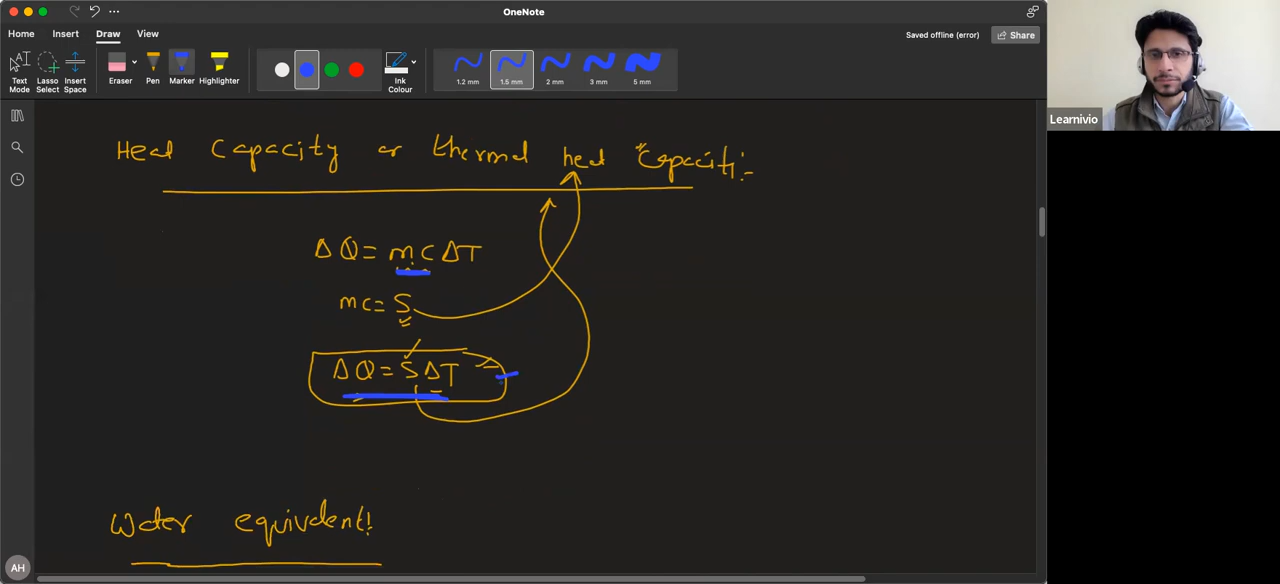 OneNote
Home Insert Draw View
Saved offline (error) Share
Text Mode Lasso Select Insert Space Eraser Pen Marker Highlighter Ink Colour 1.2 mm 1.5 mm 2 mm 3 mm 5 mm
Learnivio
Heat Capacity or thermal heat "Capaciti:-
ΔQ = mcΔT
mc = S
ΔQ = SΔT
Water equivalent!
AH